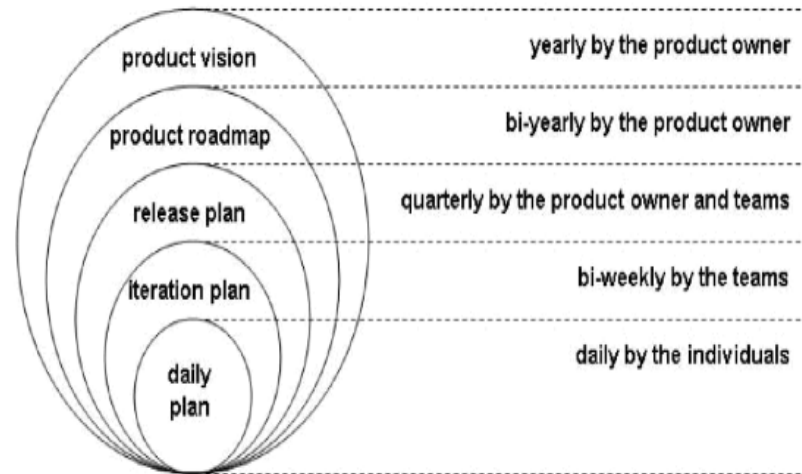 product vision
yearly by the product owner
product roadmap
bi-yearly by the product owner
release plan
quarterly by the product owner and teams
iteration plan
bi-weekly by the teams
daily
plan
daily by the individuals